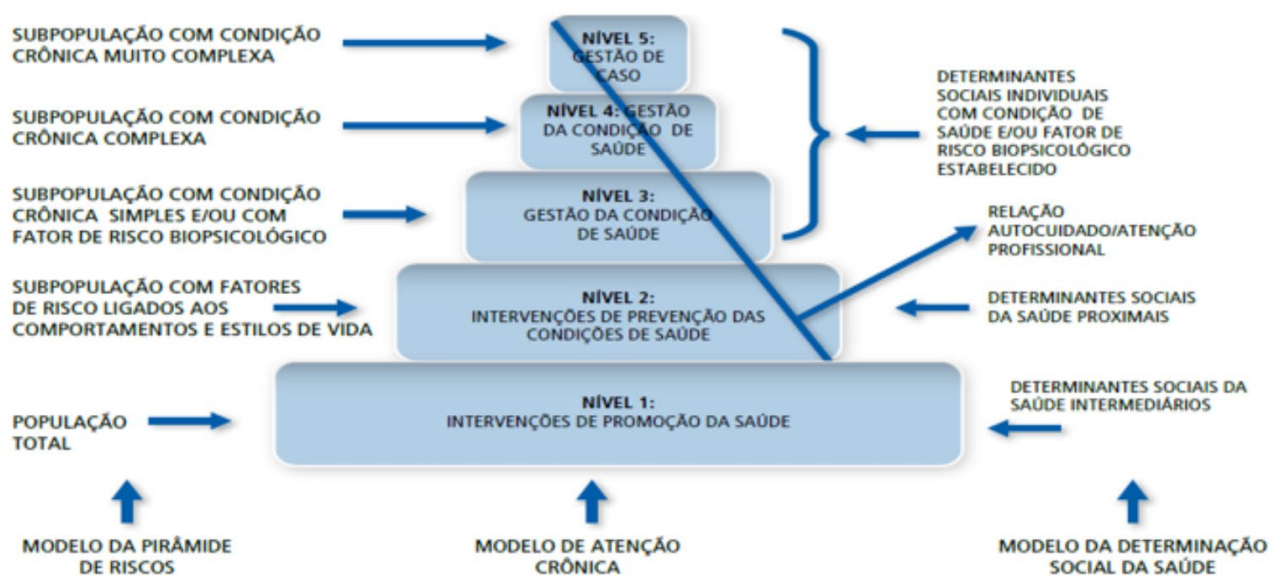 SUBPOPULAÇÃO COM CONDIÇÃO
CRÔNICA MUITO COMPLEXA
SUBPOPULAÇÃO COM CONDIÇÃO
CRÔNICA COMPLEXA
SUBPOPULAÇÃO COM CONDIÇÃO
CRÔNICA SIMPLES E/OU COM
FATOR DE RISCO BIOPSICOLÓGICO
SUBPOPULAÇÃO COM FATORES
DE RISCO LIGADOS AOS
COMPORTAMENTOS E ESTILOS DE VIDA
POPULAÇÃO
TOTAL
MODELO DA PIRÂMIDE
DE RISCOS
NÍVEL 5:
GESTÃO DE
CASO
NÍVEL 4: GESTÃO
DA CONDIÇÃO DE
SAÚDE
NÍVEL 3:
GESTÃO DA CONDIÇÃO
DE SAÚDE
NÍVEL 2:
INTERVENÇÕES DE PREVENÇÃO DAS
CONDIÇÕES DE SAÚDE
NÍVEL 1:
INTERVENÇÕES DE PROMOÇÃO DA SAÚDE
MODELO DE ATENÇÃO
CRÔNICA
DETERMINANTES
SOCIAIS INDIVIDUAIS
COM CONDIÇÃO DE
SAÚDE E/OU FATOR DE
RISCO BIOPSICOLÓGICO
ESTABELECIDO
RELAÇÃO
AUTOCUIDADO/ATENÇÃO
PROFISSIONAL
DETERMINANTES SOCIAIS
DA SAÚDE PROXIMAIS
DETERMINANTES SOCIAIS DA
SAÚDE INTERMEDIÁRIOS
MODELO DA DETERMINAÇÃO
SOCIAL DA SAÚDE